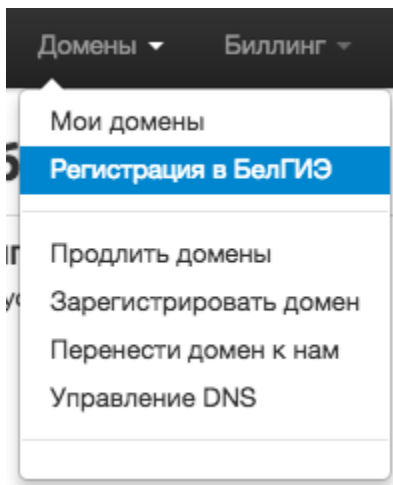 Домены Биллинг
Мои домены
Регистрация в БелГИЭ
Продлить домены
Зарегистрировать домен
Перенести домен к нам
Управление DNS